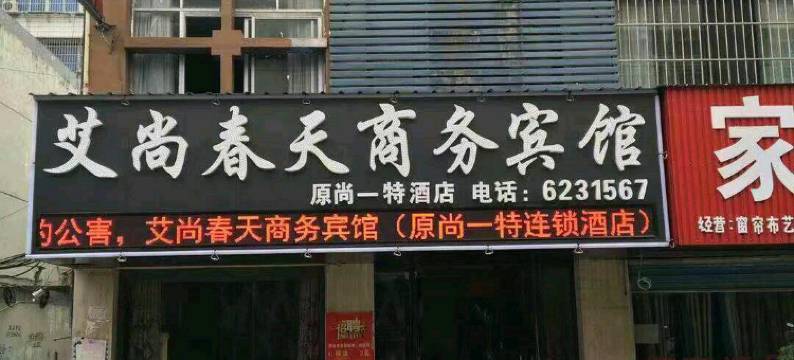 艾尚春天商务宾馆
原尚一特酒店 电话：6231567
的公害，艾尚春天商务宾馆（原尚一特连锁酒店）
家
经营：窗帘布艺
招聘